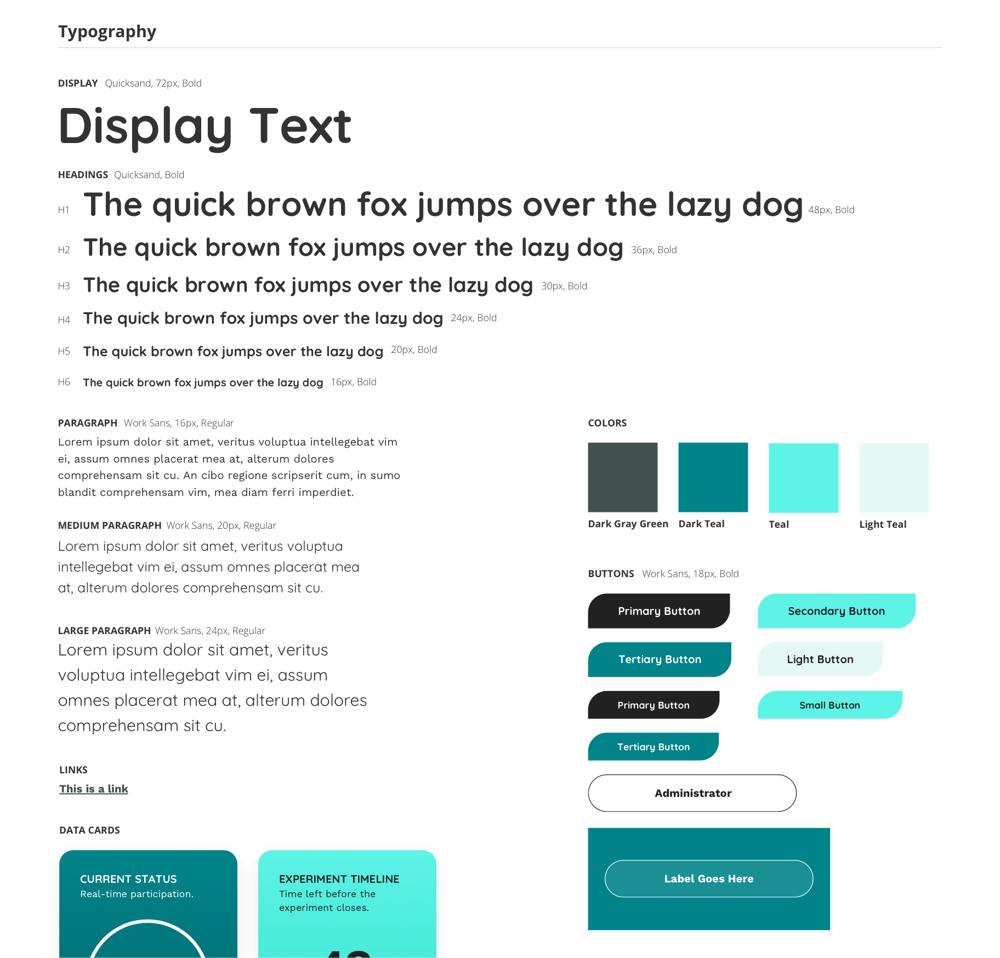 Typography
DISPLAY Quicksand, 72px, Bold
Display Text
HEADINGS Quicksand, Bold
H1 The quick brown fox jumps over the lazy dog 48px, Bold
H2 The quick brown fox jumps over the lazy dog 36px, Bold
H3 The quick brown fox jumps over the lazy dog 30px, Bold
H4 The quick brown fox jumps over the lazy dog 24px, Bold
H5 The quick brown fox jumps over the lazy dog 20px, Bold
H6 The quick brown fox jumps over the lazy dog 16px, Bold
PARAGRAPH Work Sans, 16px, Regular
Lorem ipsum dolor sit amet, veritus voluptua intellegebat vim
ei, assum omnes placerat mea at, alterum dolores
comprehensam sit cu. An cibo regione scripserit cum, in sumo
blandit comprehensam vim, mea diam ferri imperdiet.
MEDIUM PARAGRAPH Work Sans, 20px, Regular
Lorem ipsum dolor sit amet, veritus voluptua
intellegebat vim ei, assum omnes placerat mea
at, alterum dolores comprehensam sit cu.
LARGE PARAGRAPH Work Sans, 24px, Regular
Lorem ipsum dolor sit amet, veritus
voluptua intellegebat vim ei, assum
omnes placerat mea at, alterum dolores
comprehensam sit cu.
LINKS
This is a link
DATA CARDS
CURRENT STATUS
Real-time participation.
EXPERIMENT TIMELINE
Time left before the
experiment closes.
COLORS
Dark Gray Green Dark Teal Teal Light Teal
BUTTONS Work Sans, 18px, Bold
Primary Button Secondary Button
Tertiary Button Light Button
Primary Button Small Button
Tertiary Button
Administrator
Label Goes Here